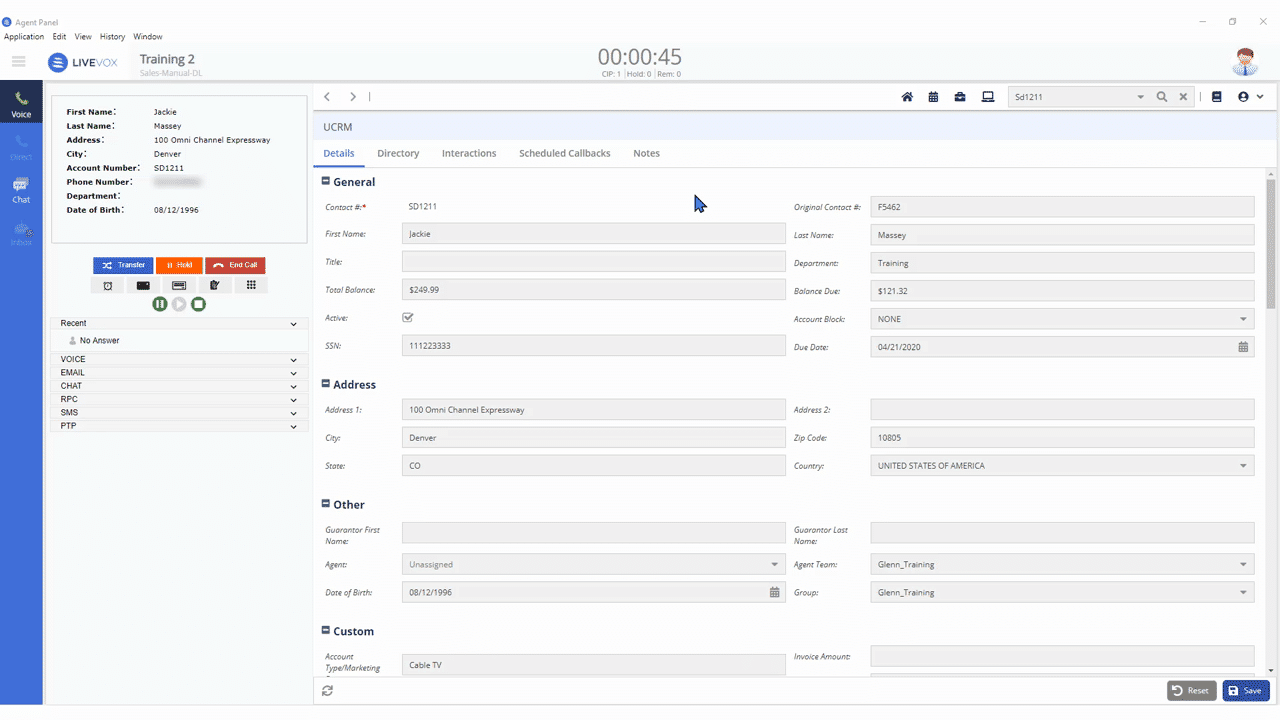 Agent Panel
Application Edit View History Window
LIVEVOX
Training 2
Sales-Manual-DL
00:00:45
CIP: 1 | Hold: 0 | Rem: 0
Voice
Direct
Chat
Inbox
First Name: Jackie
Last Name: Massey
Address: 100 Omni Channel Expressway
City: Denver
Account Number: SD1211
Phone Number:
Department:
Date of Birth: 08/12/1996
Transfer Hold End Call
Recent
No Answer
VOICE
EMAIL
CHAT
RPC
SMS
PTP
Sd1211
UCRM
Details Directory Interactions Scheduled Callbacks Notes
General
Contact #:* SD1211 Original Contact #: F5462
First Name: Jackie Last Name: Massey
Title: Department: Training
Total Balance: $249.99 Balance Due: $121.32
Active: Account Block: NONE
SSN: 111223333 Due Date: 04/21/2020
Address
Address 1: 100 Omni Channel Expressway Address 2:
City: Denver Zip Code: 10805
State: CO Country: UNITED STATES OF AMERICA
Other
Guarantor First Name: Guarantor Last Name:
Agent: Unassigned Agent Team: Glenn_Training
Date of Birth: 08/12/1996 Group: Glenn_Training
Custom
Account Type/Marketing Cable TV Invoice Amount:
Reset Save